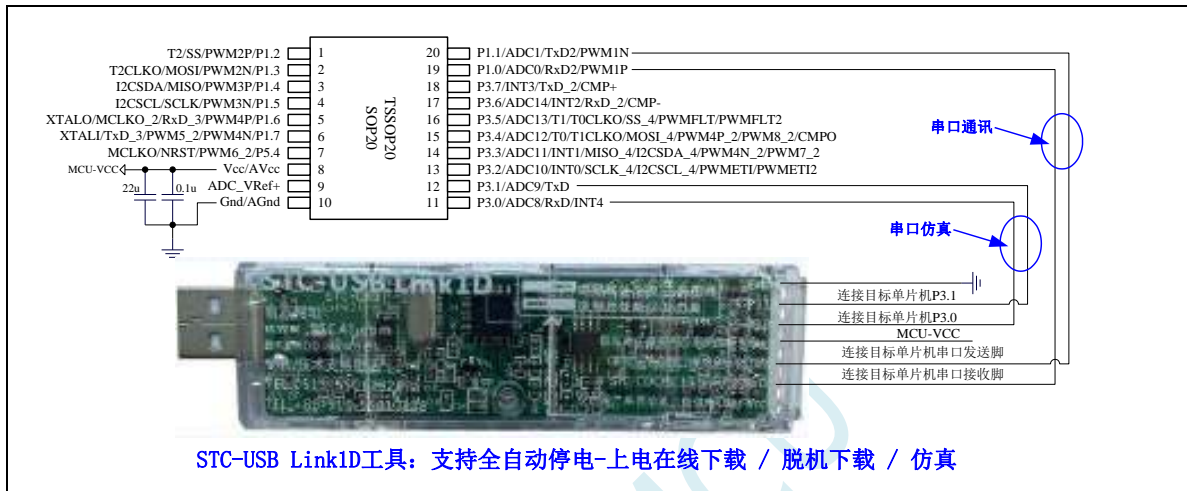 T2/SS/PWM2P/P1.2
T2CLKO/MOSI/PWM2N/P1.3
I2CSDA/MISO/PWM3P/P1.4
I2CSCL/SCLK/PWM3N/P1.5
XTALO/MCLKO_2/RxD_3/PWM4P/P1.6
XTALI/TxD_3/PWM5_2/PWM4N/P1.7
MCLKO/NRST/PWM6_2/P5.4
MCU-VCC
Vcc/AVcc
ADC_VRef+
Gnd/AGnd
22u
0.1u
1
2
3
4
5
6
7
8
9
10
TSSOP20
SOP20
20
19
18
17
16
15
14
13
12
11
P1.1/ADC1/TxD2/PWM1N
P1.0/ADC0/RxD2/PWM1P
P3.7/INT3/TxD_2/CMP+
P3.6/ADC14/INT2/RxD_2/CMP-
P3.5/ADC13/T1/T0CLKO/SS_4/PWMFLT/PWMFLT2
P3.4/ADC12/T0/T1CLKO/MOSI_4/PWM4P_2/PWM8_2/CMPO
P3.3/ADC11/INT1/MISO_4/I2CSDA_4/PWM4N_2/PWM7_2
P3.2/ADC10/INT0/SCLK_4/I2CSCL_4/PWMETI/PWMETI2
P3.1/ADC9/TxD
P3.0/ADC8/RxD/INT4
串口通讯
串口仿真
STC-USB Link1D
连接目标单片机P3.1
连接目标单片机P3.0
MCU-VCC
连接目标单片机串口发送脚
连接目标单片机串口接收脚
STC-USB Link1D工具：支持全自动停电-上电在线下载 / 脱机下载 / 仿真